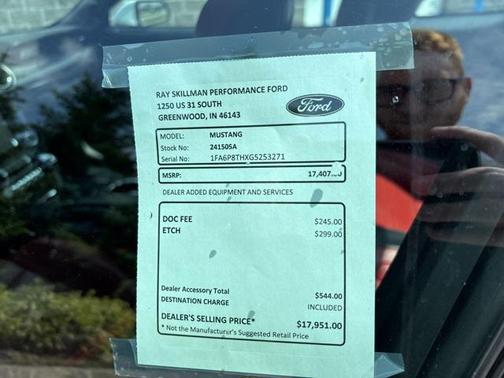 RAY SKILLMAN PERFORMANCE FORD
1250 US 31 SOUTH
GREENWOOD, IN 46143
Ford
MODEL: MUSTANG
Stock No: 241505A
Serial No: 1FA6P8THXG5253271
MSRP: 17,407.
DEALER ADDED EQUIPMENT AND SERVICES
DOC FEE $245.00
ETCH $299.00
Dealer Accessory Total $544.00
DESTINATION CHARGE INCLUDED
DEALER'S SELLING PRICE* $17,951.00
* Not the Manufacturer's Suggested Retail Price